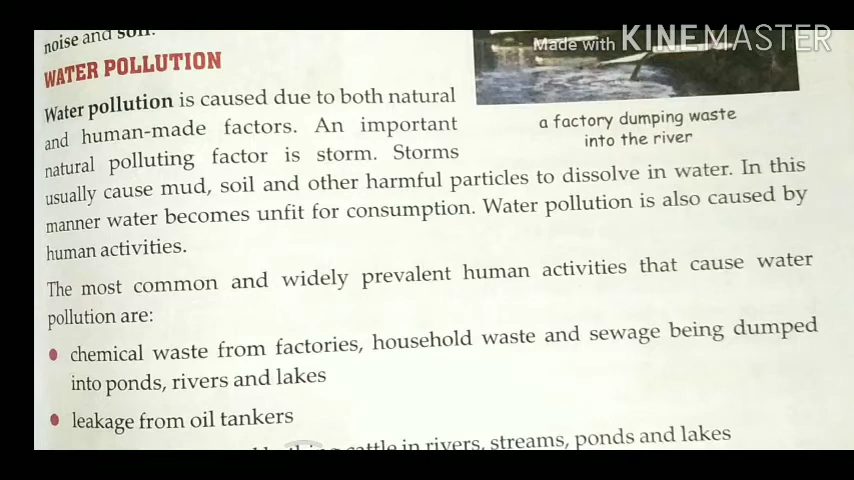 noise and soil.
Made with KINEMASTER
WATER POLLUTION
Water pollution is caused due to both natural
and human-made factors. An important
natural polluting factor is storm. Storms
usually cause mud, soil and other harmful particles to dissolve in water. In this
manner water becomes unfit for consumption. Water pollution is also caused by
human activities.
a factory dumping waste
into the river
The most common and widely prevalent human activities that cause water
pollution are:
• chemical waste from factories, household waste and sewage being dumped
into ponds, rivers and lakes
• leakage from oil tankers
cattle in rivers, streams, ponds and lakes